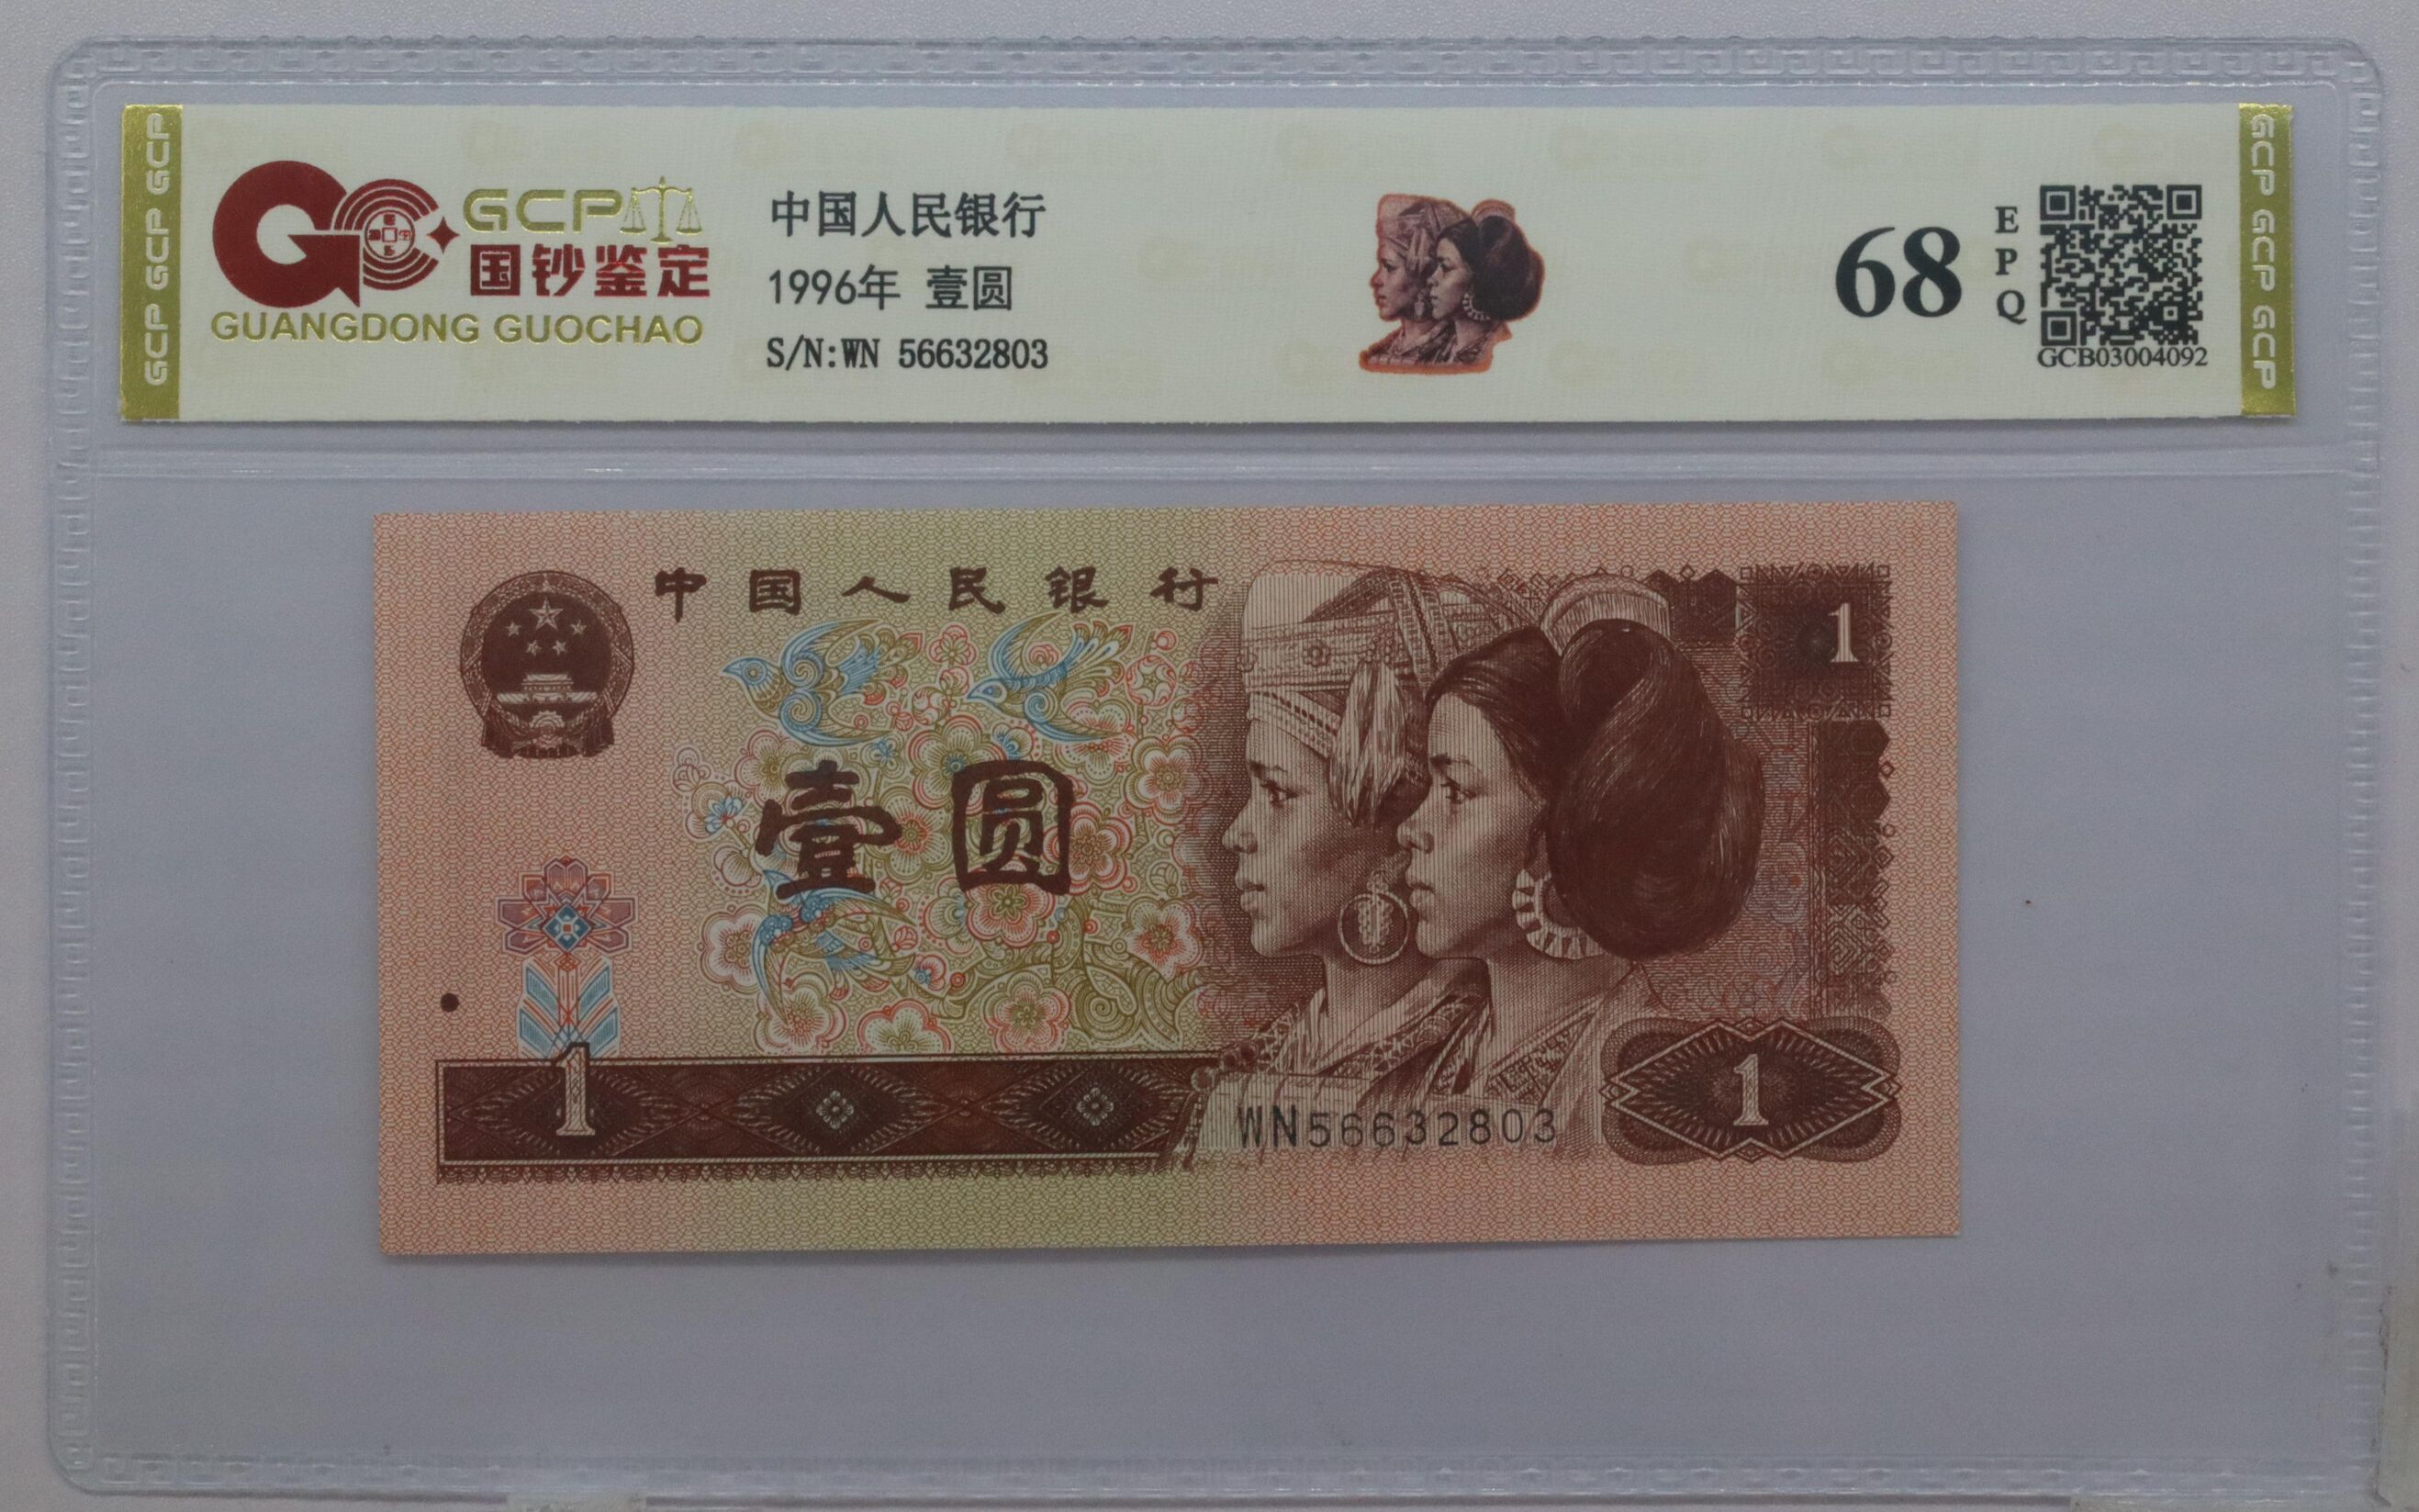 GCP GCP GCP
GCP
国钞鉴定
GUANGDONG GUOCHAO
中国人民银行
1996年 壹圆
S/N:WN 56632803
68
EPQ
GCB03004092
GCP GCP GCP
中国人民银行
1
壹圆
1
WN56632803
1